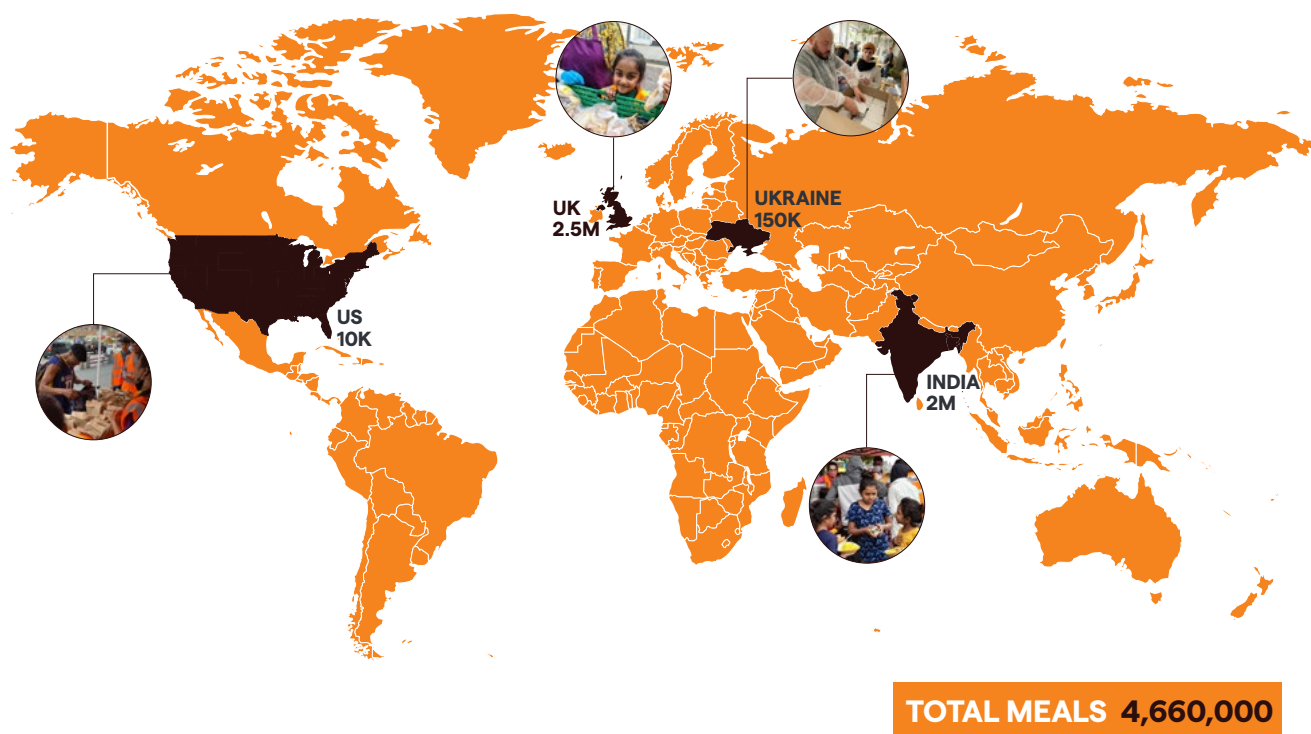 UK
2.5M
UKRAINE
150K
US
10K
INDIA
2M
TOTAL MEALS 4,660,000